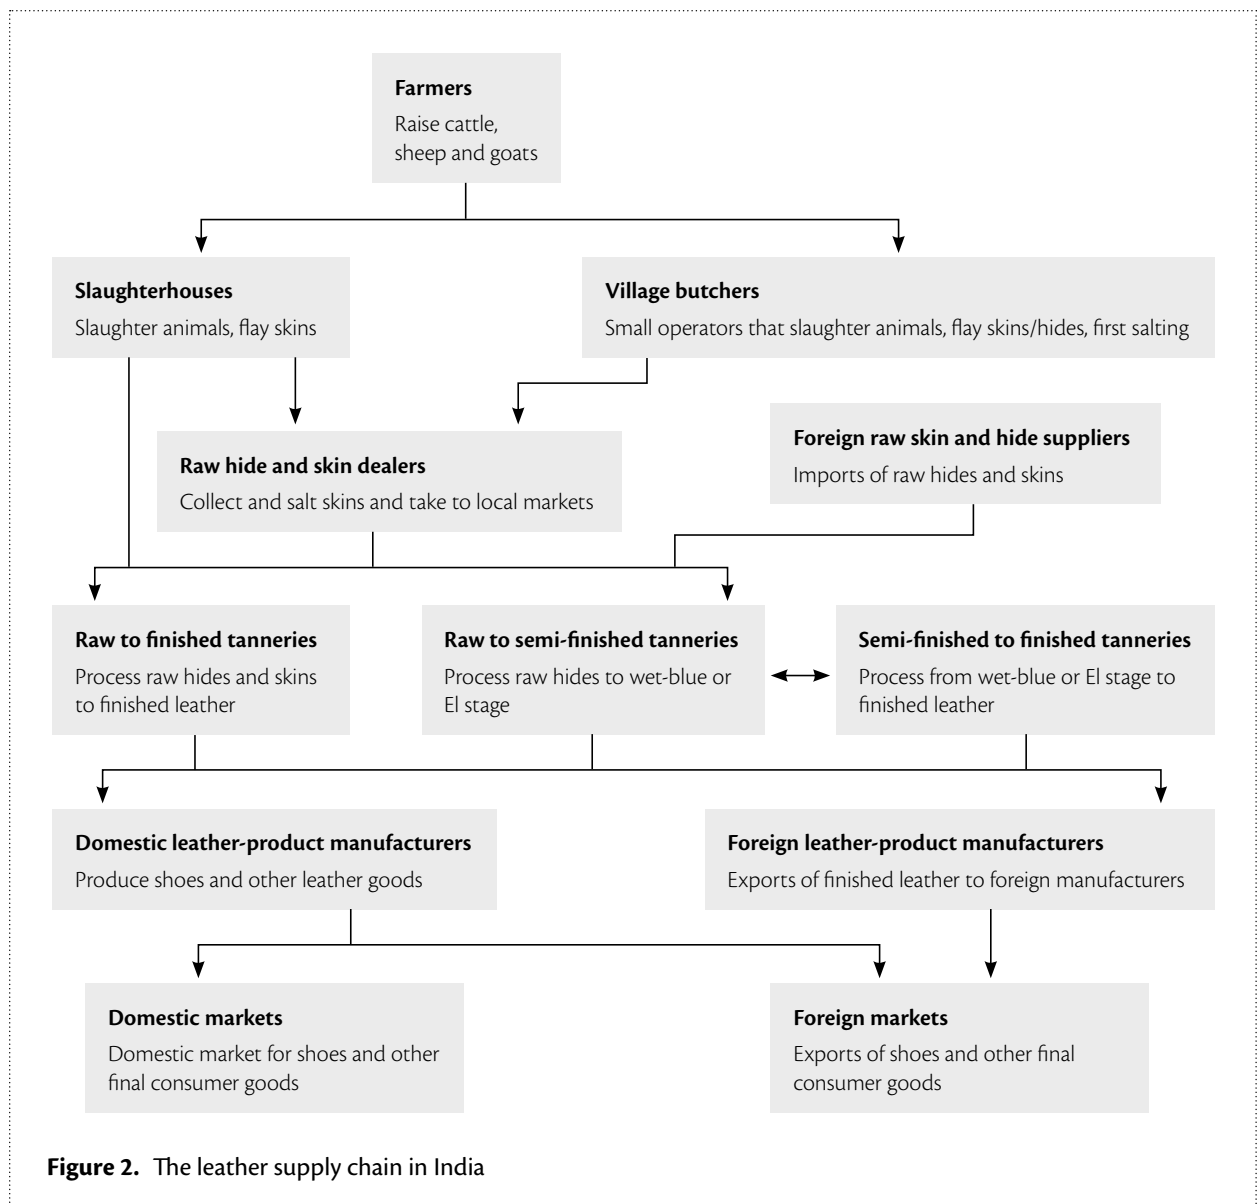 Farmers
Raise cattle,
sheep and goats
Slaughterhouses
Slaughter animals, flay skins
Village butchers
Small operators that slaughter animals, flay skins/hides, first salting
Raw hide and skin dealers
Collect and salt skins and take to local markets
Foreign raw skin and hide suppliers
Imports of raw hides and skins
Raw to finished tanneries
Process raw hides and skins
to finished leather
Raw to semi-finished tanneries
Process raw hides to wet-blue or
EI stage
Semi-finished to finished tanneries
Process from wet-blue or EI stage to
finished leather
Domestic leather-product manufacturers
Produce shoes and other leather goods
Foreign leather-product manufacturers
Exports of finished leather to foreign manufacturers
Domestic markets
Domestic market for shoes and other
final consumer goods
Foreign markets
Exports of shoes and other final
consumer goods
Figure 2. The leather supply chain in India